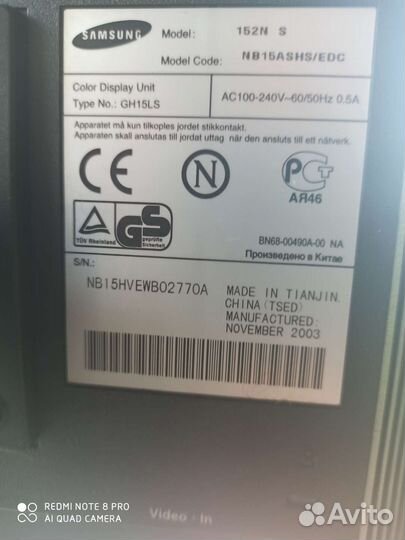 SAMSUNG
Model: 152N S
Model Code: NB15ASHS/EDC
Color Display Unit
Type No.: GH15LS
AC100-240V~60/50Hz 0.5A
Apparatet må kun tilkoples jordet stikkontakt.
Apparaten skall anslutas till jordat uttag när den ansluts till ett nätverk.
CE
N
РСТ
АЯ46
TÜV Rheinland
GS
geprüfte
Sicherheit
BN68-00490A-00 NA
Произведено в Китае
S/N:
NB15HVEWB02770A
MADE IN TIANJIN.
CHINA (TSED)
MANUFACTURED:
NOVEMBER 2003
Video - In
REDMI NOTE 8 PRO
AI QUAD CAMERA
Avito